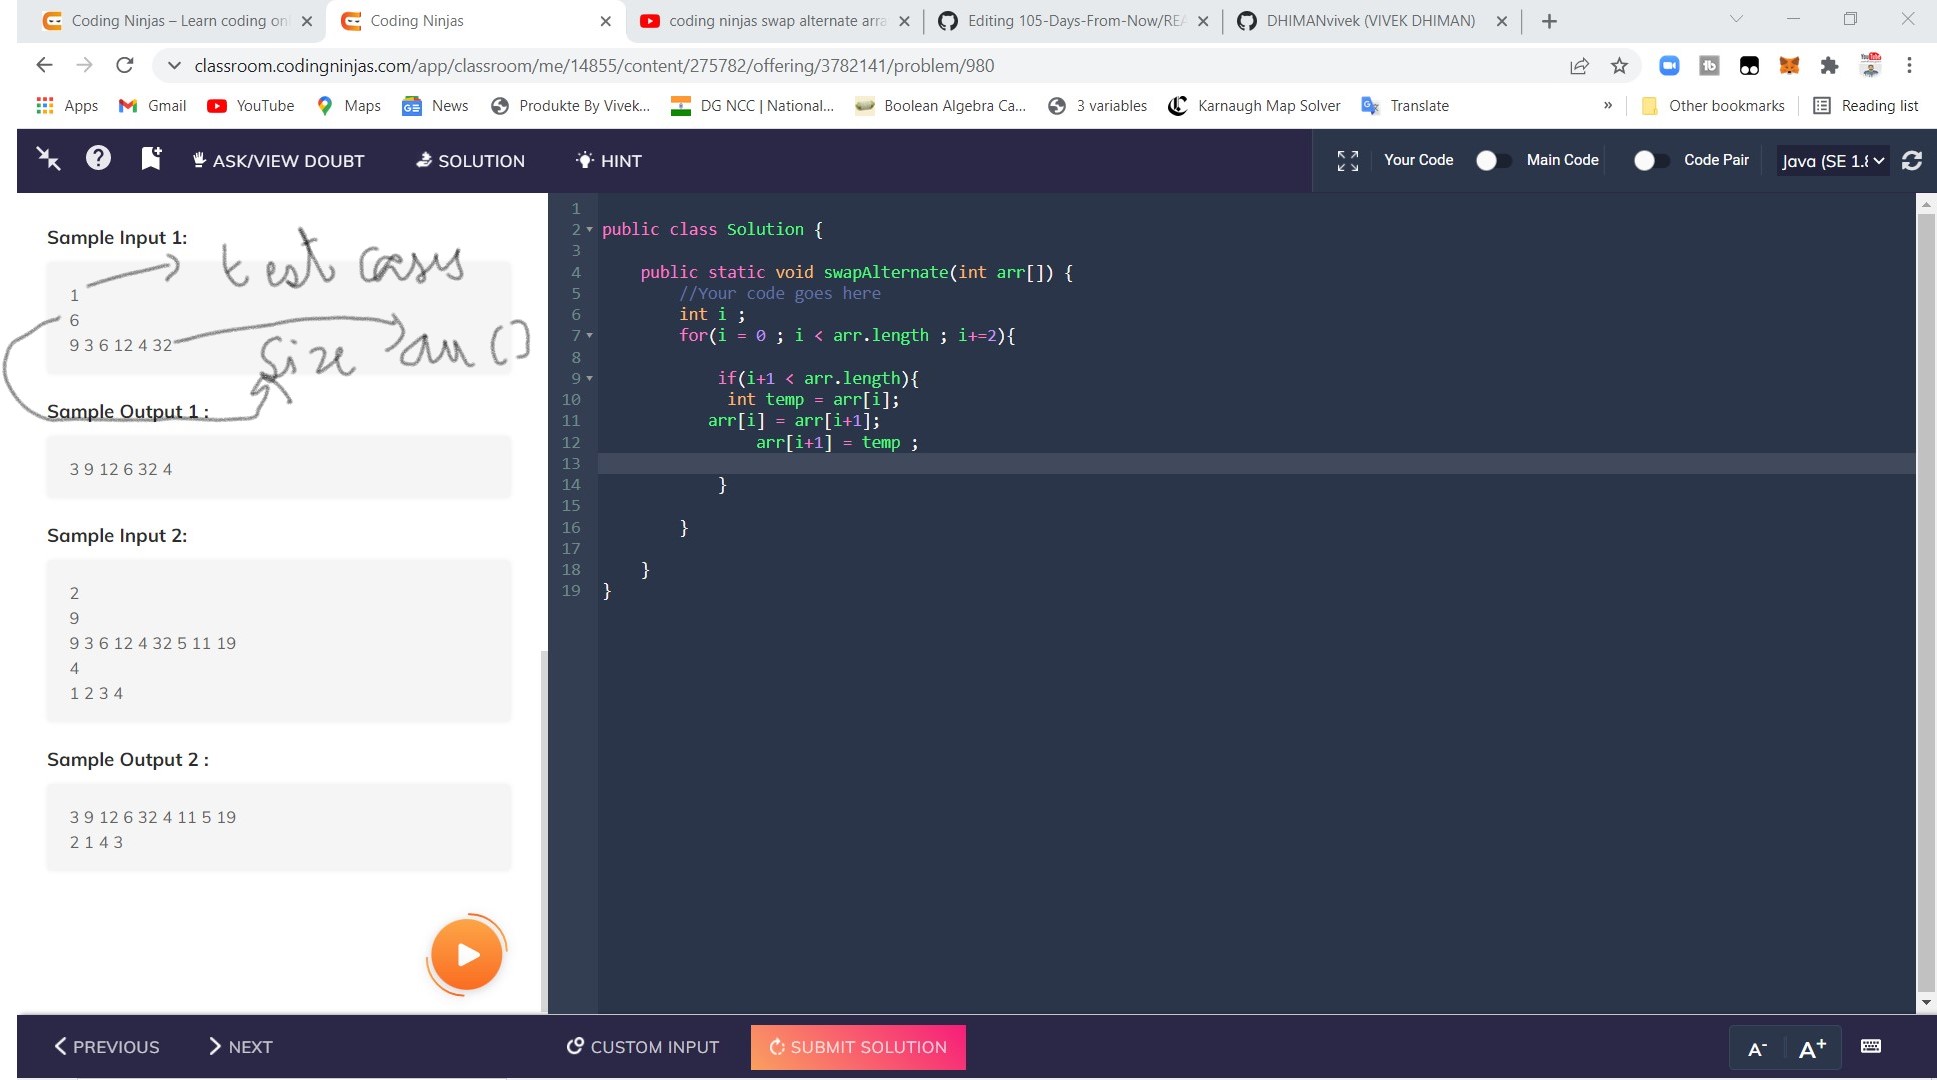 Coding Ninjas – Learn coding onl
Coding Ninjas
coding ninjas swap alternate arra
Editing 105-Days-From-Now/REA
DHIMANvivek (VIVEK DHIMAN)
classroom.codingninjas.com/app/classroom/me/14855/content/275782/offering/3782141/problem/980
Apps Gmail YouTube Maps News Produkte By Vivek... DG NCC | National... Boolean Algebra Ca... 3 variables Karnaugh Map Solver Translate » Other bookmarks Reading list
ASK/VIEW DOUBT SOLUTION HINT Your Code Main Code Code Pair Java (SE 1.8
Sample Input 1:
test cases
1
6
9 3 6 12 4 32
size arr []
Sample Output 1 :
3 9 12 6 32 4
Sample Input 2:
2
9
9 3 6 12 4 32 5 11 19
4
1 2 3 4
Sample Output 2 :
3 9 12 6 32 4 11 5 19
2 1 4 3
1
2 public class Solution {
3
4 public static void swapAlternate(int arr[]) {
5 //Your code goes here
6 int i ;
7 for(i = 0 ; i < arr.length ; i+=2){
8
9 if(i+1 < arr.length){
10 int temp = arr[i];
11 arr[i] = arr[i+1];
12 arr[i+1] = temp ;
13
14 }
15
16 }
17
18 }
19 }
PREVIOUS NEXT CUSTOM INPUT SUBMIT SOLUTION A- A+